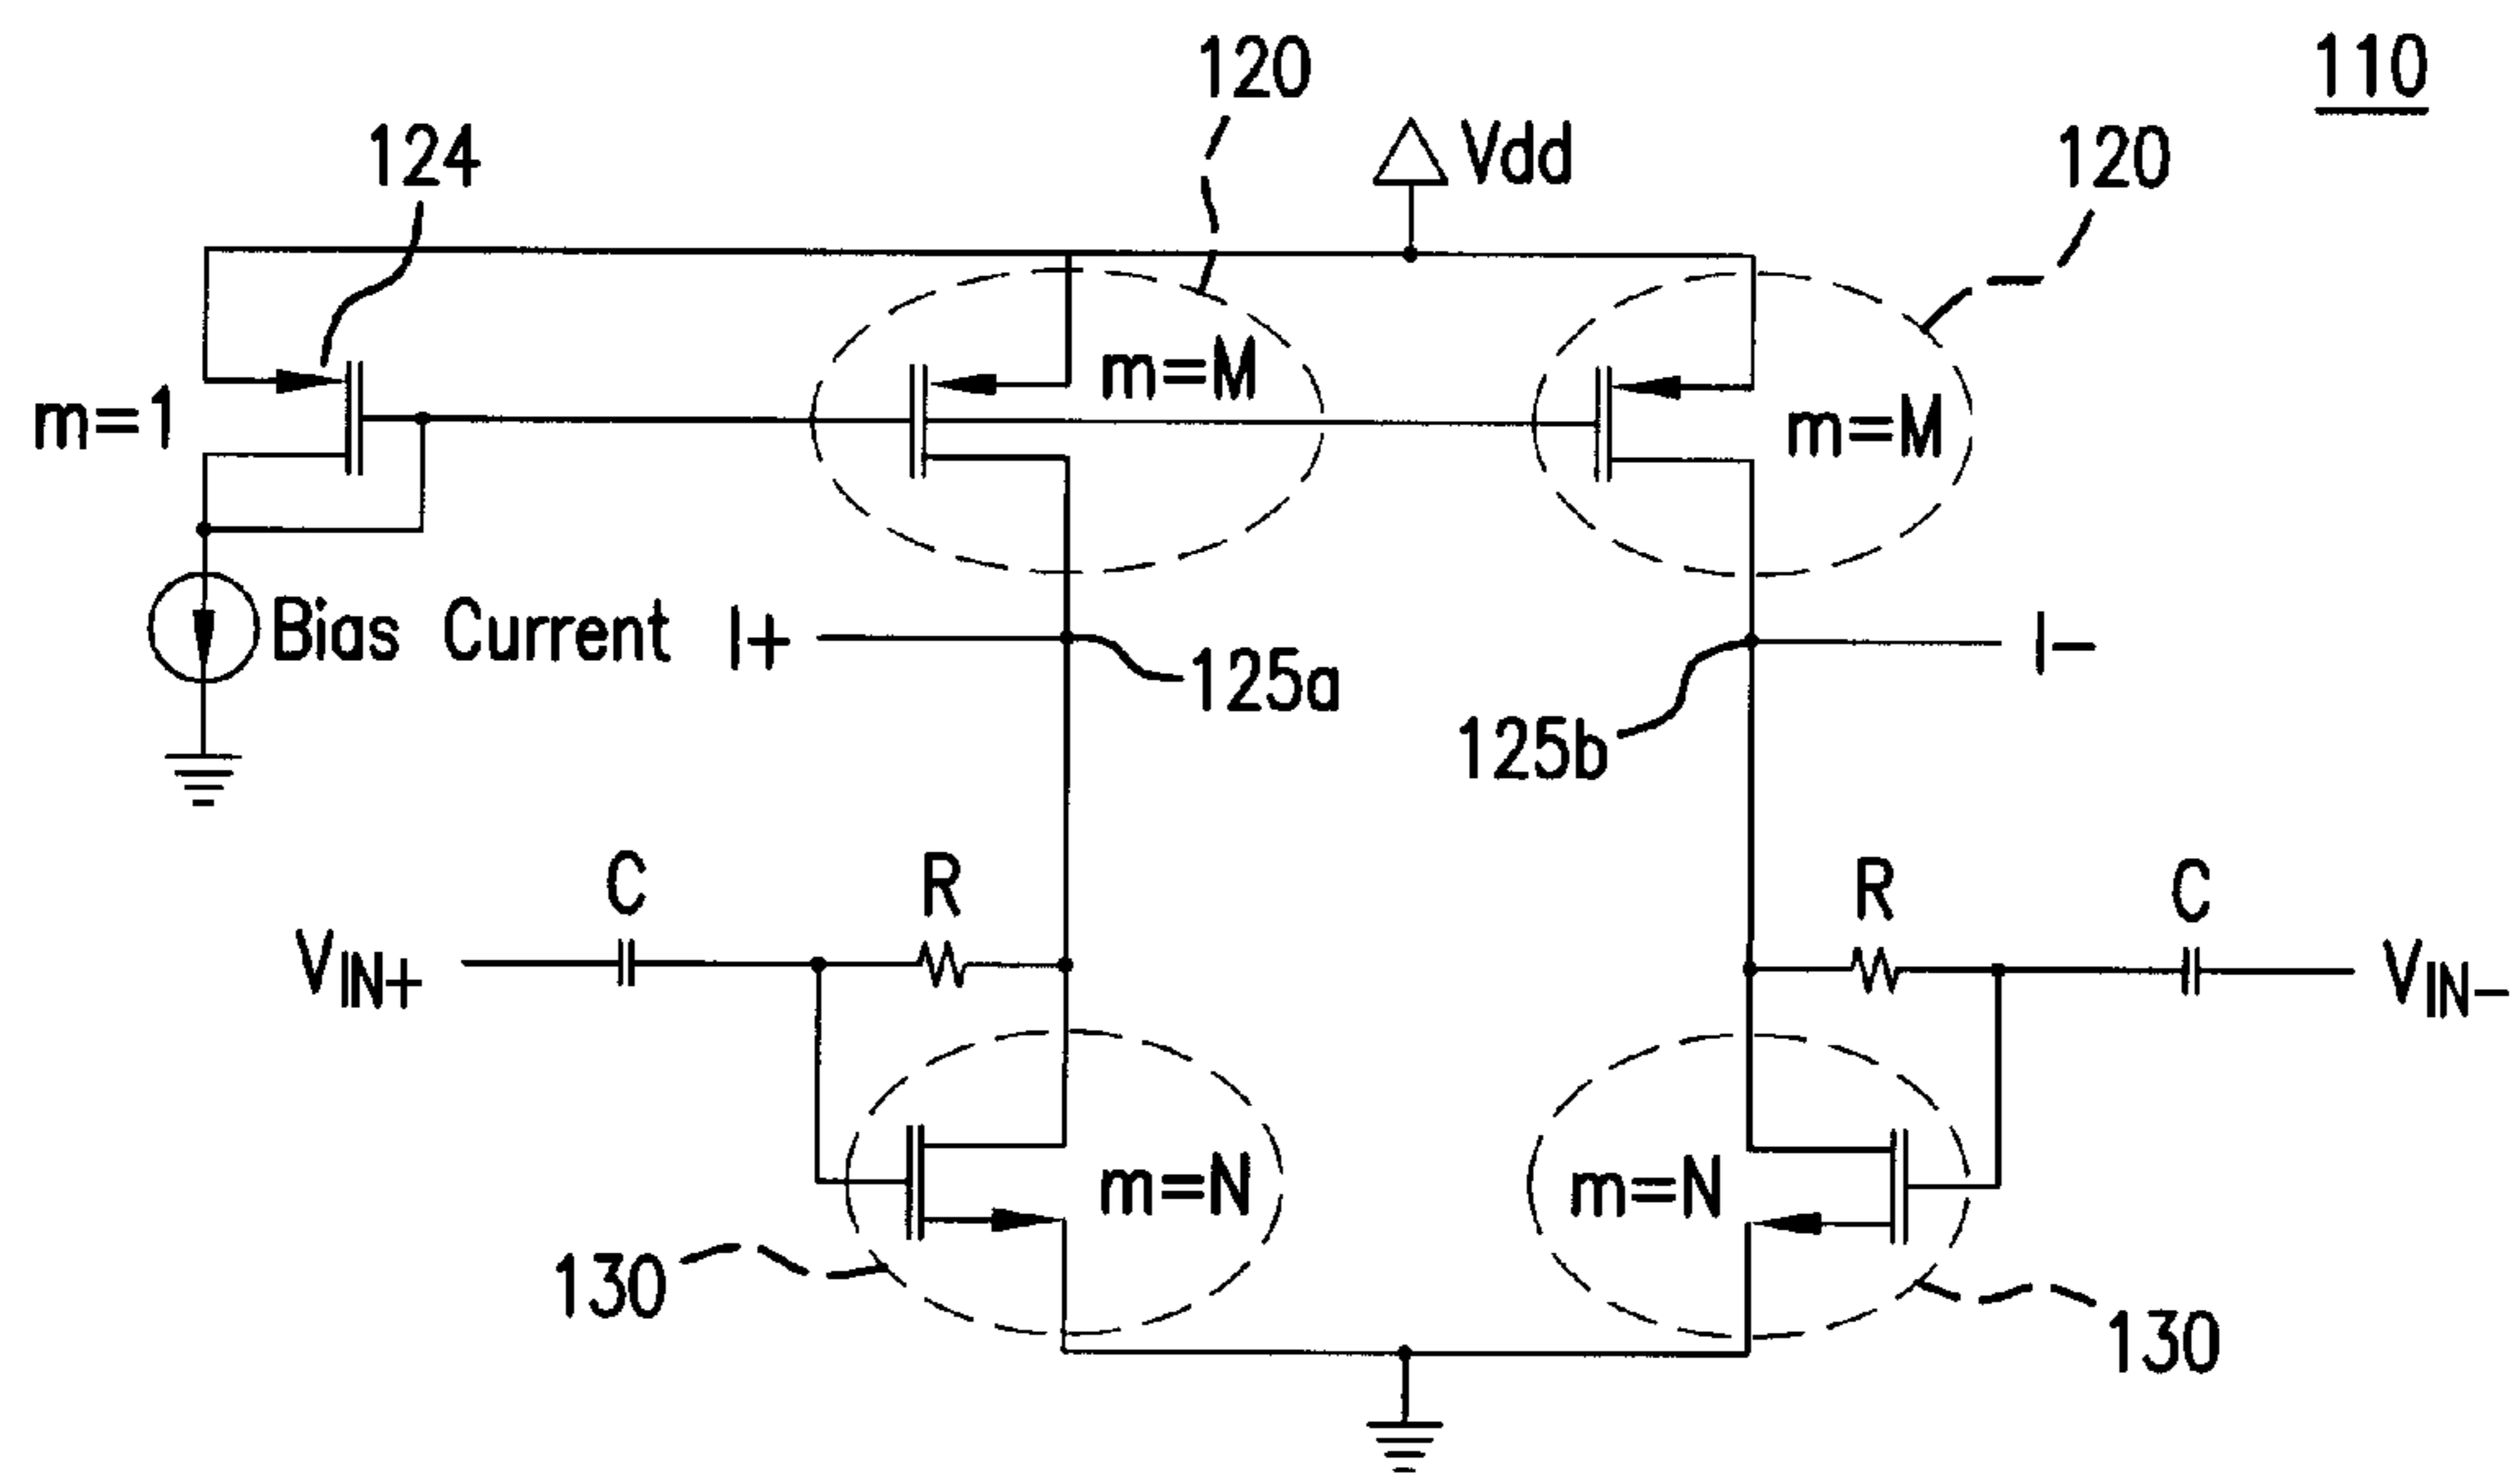 110
120
120
124
Vdd
m=1
m=M
m=M
Bias Current
I+
I-
125a
125b
C
R
R
C
VIN+
VIN-
m=N
m=N
130
130